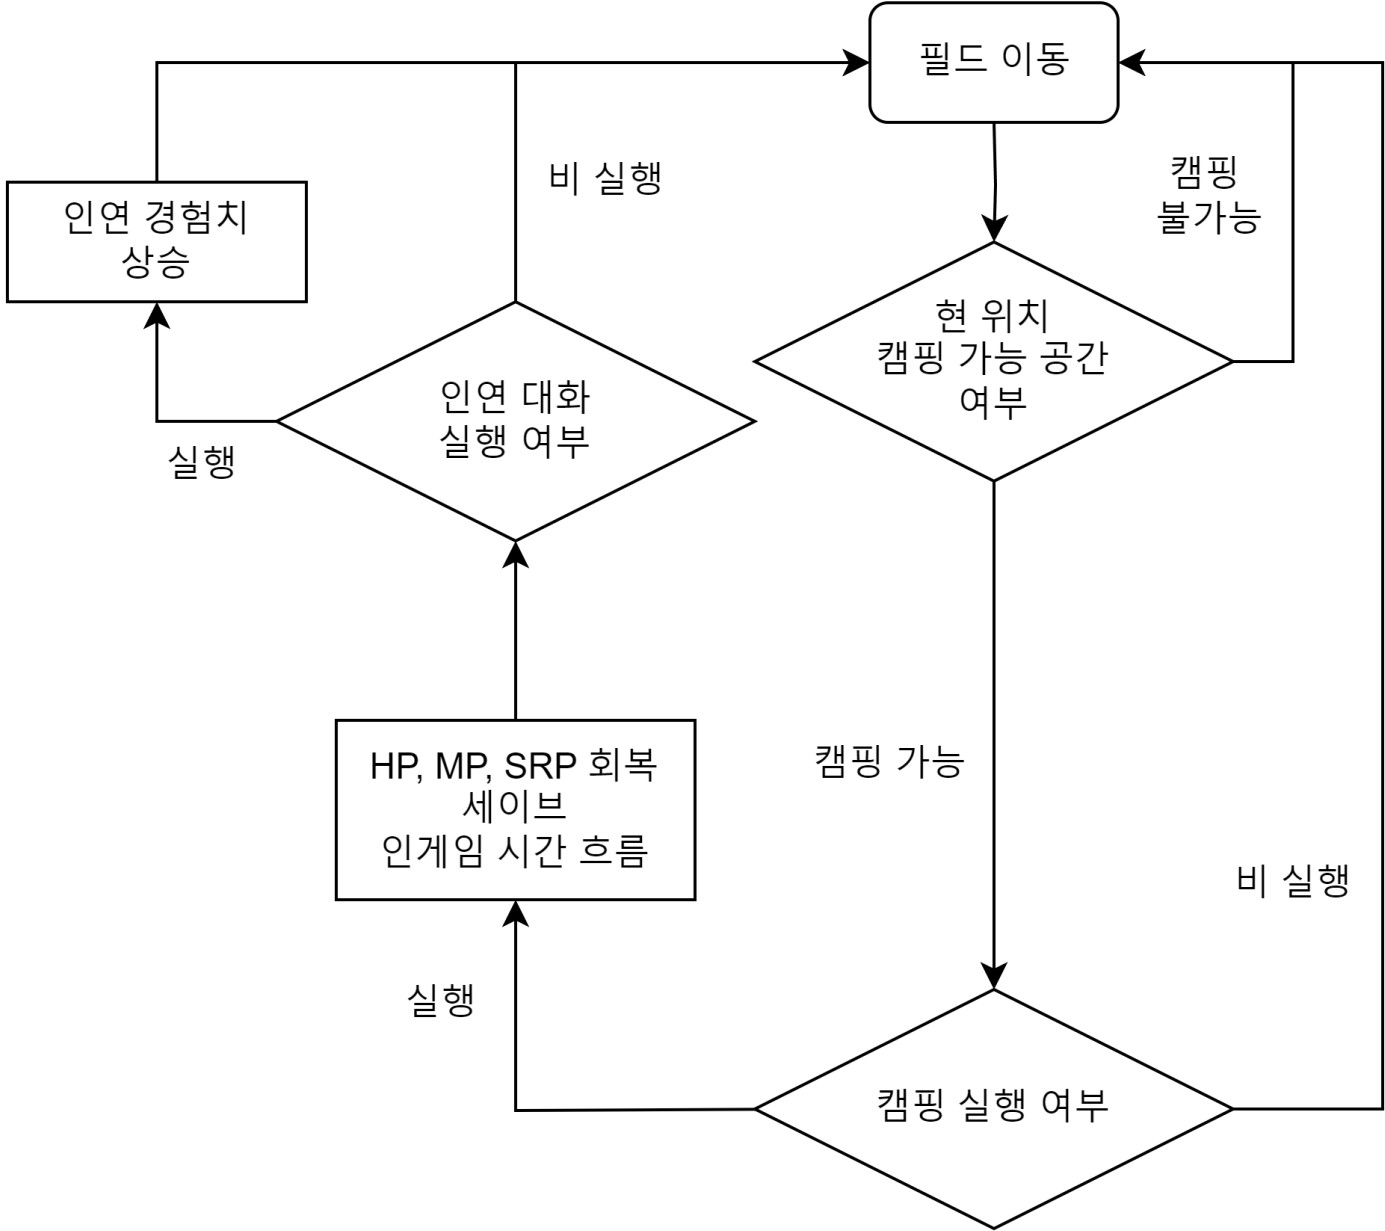 필드 이동
비 실행
캠핑
불가능
인연 경험치
상승
현 위치
캠핑 가능 공간
여부
인연 대화
실행 여부
실행
HP, MP, SRP 회복
세이브
인게임 시간 흐름
캠핑 가능
비 실행
실행
캠핑 실행 여부